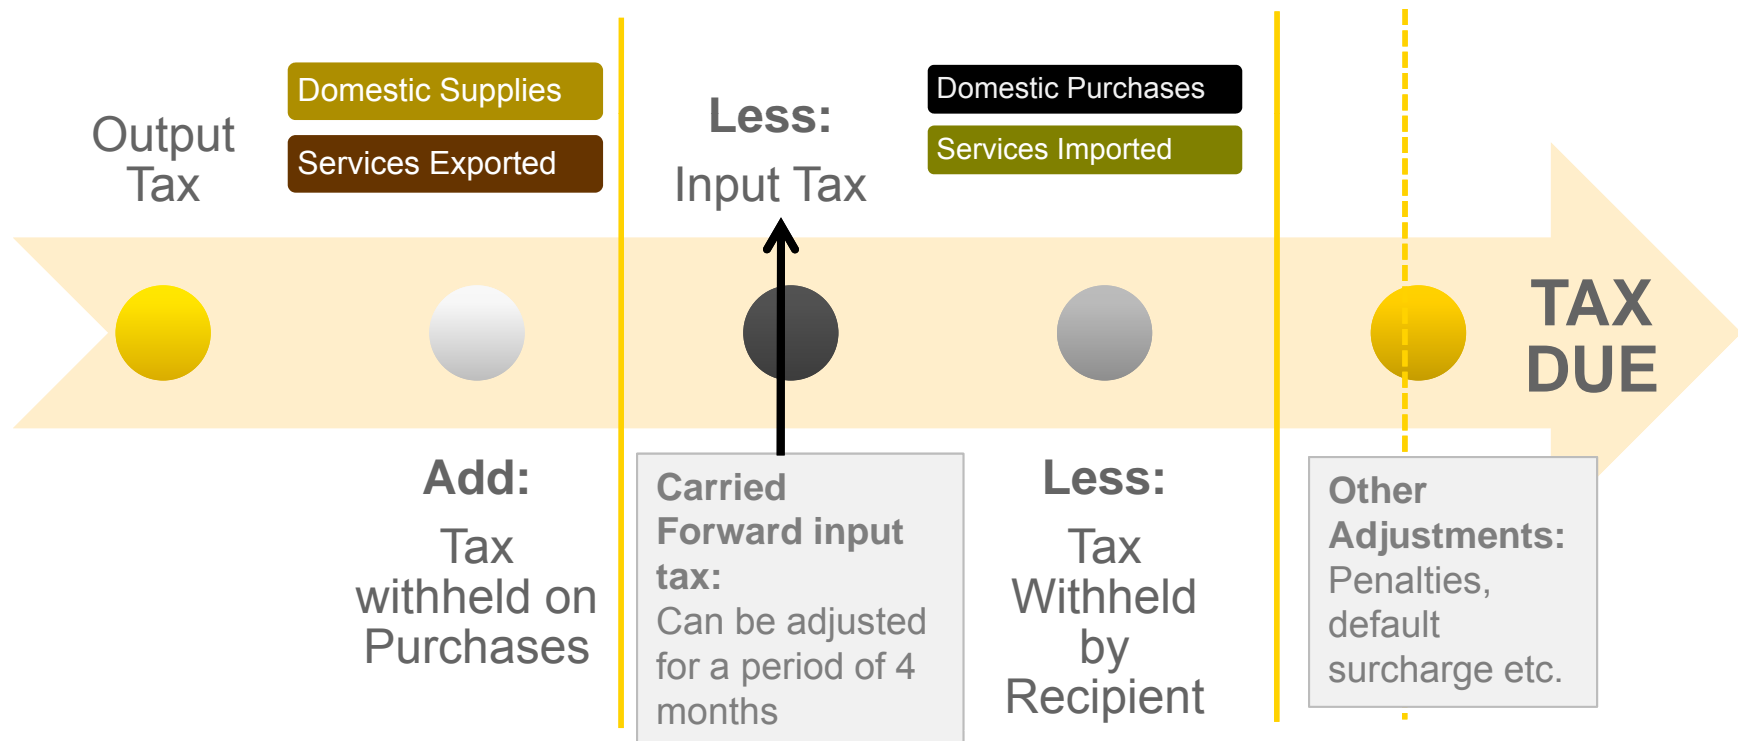 Output
Tax
Domestic Supplies
Services Exported
Less:
Input Tax
Domestic Purchases
Services Imported
TAX
DUE
Add:
Tax
withheld on
Purchases
Carried
Forward input
tax:
Can be adjusted
for a period of 4
months
Less:
Tax
Withheld
by
Recipient
Other
Adjustments:
Penalties,
default
surcharge etc.